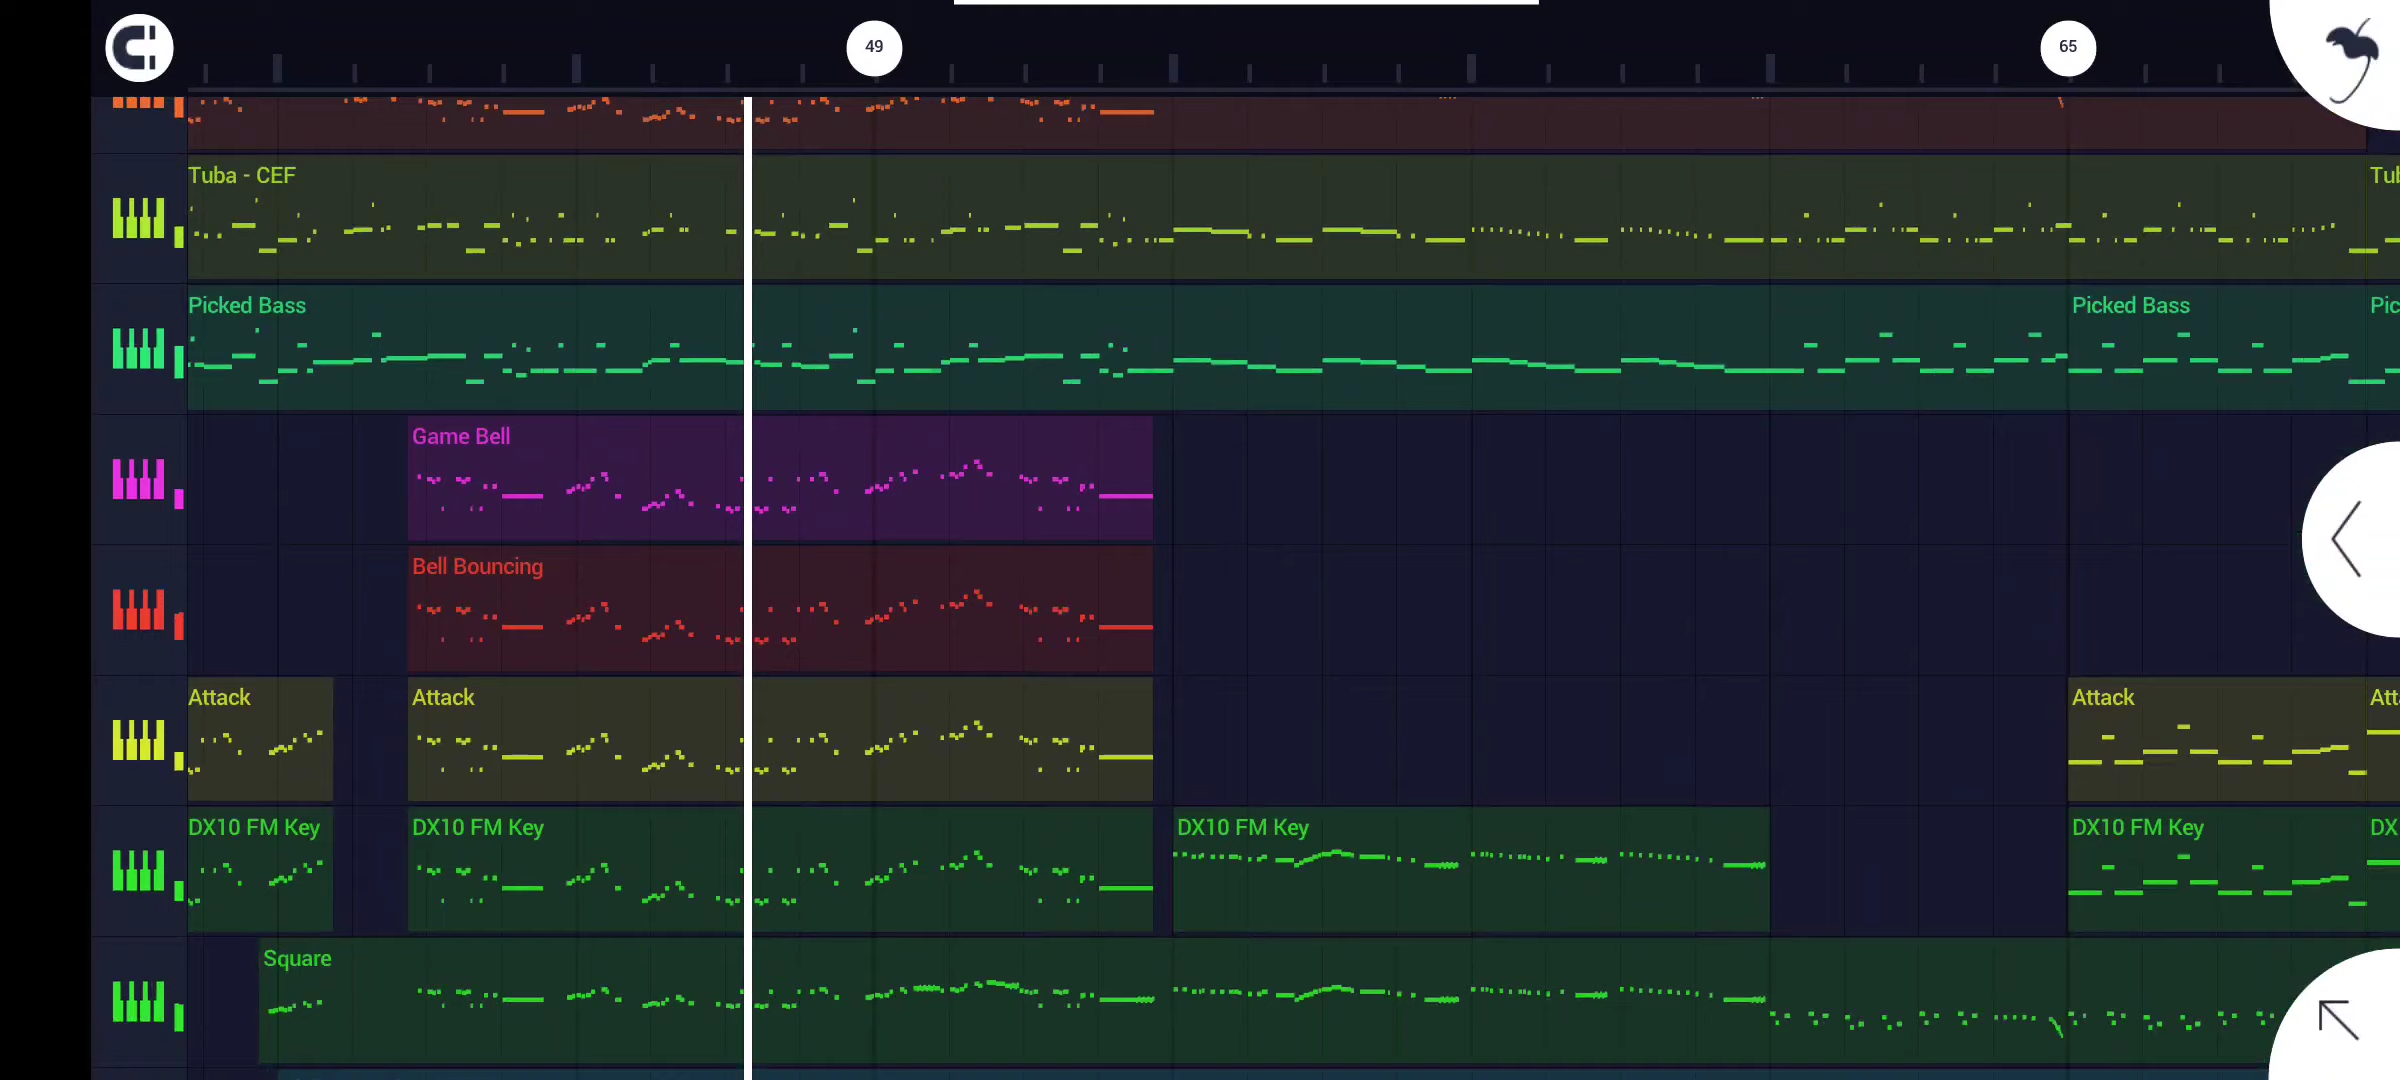 49
65
Tuba - CEF
Tub
Picked Bass
Picked Bass
Pic
Game Bell
Bell Bouncing
Attack
Attack
Attack
Att
DX10 FM Key
DX10 FM Key
DX10 FM Key
DX10 FM Key
DX
Square